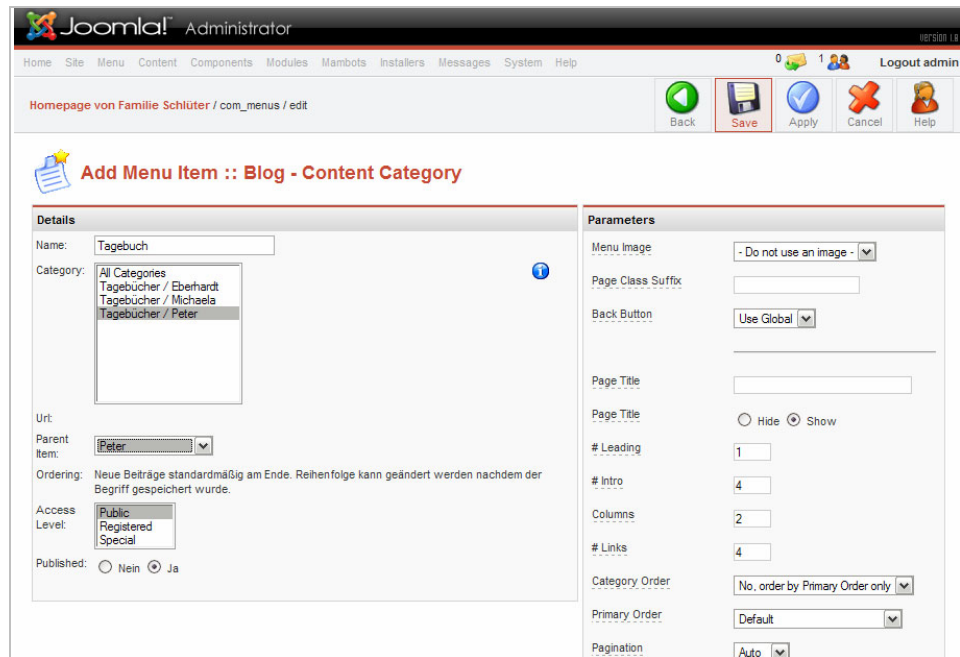 Joomla! Administrator
version 1.0
Home Site Menu Content Components Modules Mambots Installers Messages System Help
0 1 Logout admin
Homepage von Familie Schlüter / com_menus / edit
Back Save Apply Cancel Help
Add Menu Item :: Blog - Content Category
Details
Name: Tagebuch
Category: All Categories
Tagebücher / Eberhardt
Tagebücher / Michaela
Tagebücher / Peter
Url:
Parent Item: Peter
Ordering: Neue Beiträge standardmäßig am Ende. Reihenfolge kann geändert werden nachdem der
Begriff gespeichert wurde.
Access Level: Public
Registered
Special
Published: Nein Ja
Parameters
Menu Image - Do not use an image -
Page Class Suffix
Back Button Use Global
Page Title
Page Title Hide Show
# Leading 1
# Intro 4
Columns 2
# Links 4
Category Order No, order by Primary Order only
Primary Order Default
Pagination Auto